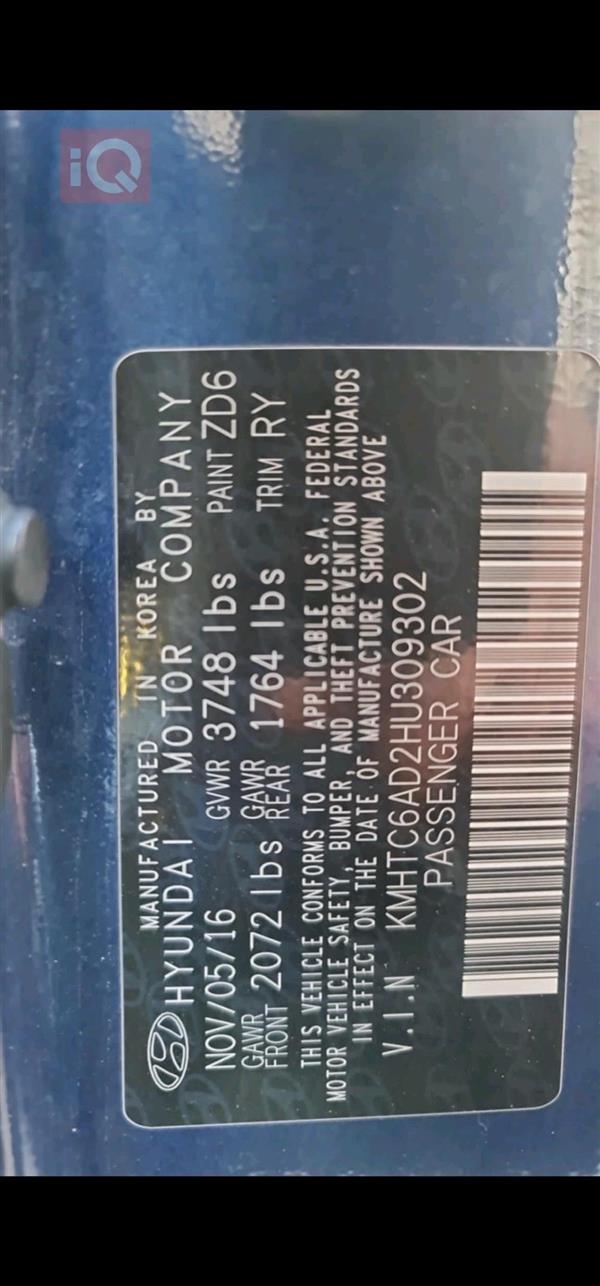 iQ
MANUFACTURED IN KOREA BY
HYUNDAI MOTOR COMPANY
NOV/05/16 GVWR 3748 lbs PAINT ZD6
GAWR FRONT 2072 lbs GAWR REAR 1764 lbs TRIM RY
THIS VEHICLE CONFORMS TO ALL APPLICABLE U.S.A. FEDERAL
MOTOR VEHICLE SAFETY, BUMPER, AND THEFT PREVENTION STANDARDS
IN EFFECT ON THE DATE OF MANUFACTURE SHOWN ABOVE
V.I.N KMHTC6AD2HU309302
PASSENGER CAR